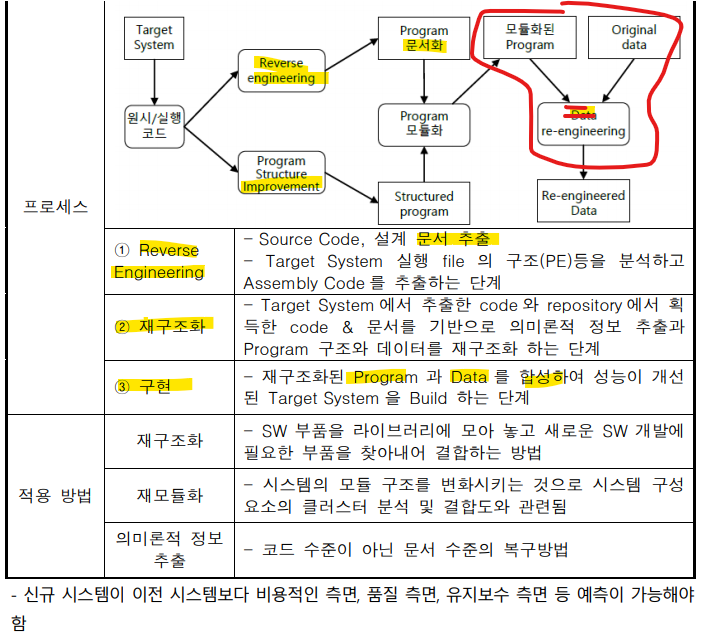 Target
System
원시/실행
코드
Reverse
engineering
Program
Structure
Improvement
Program
문서화
Program
모듈화
Structured
program
모듈화된
Program
Original
data
Data
re-engineering
Re-engineered
Data
프로세스
① Reverse
Engineering
- Source Code, 설계 문서 추출
- Target System 실행 file 의 구조(PE)등을 분석하고
Assembly Code 를 추출하는 단계
② 재구조화
- Target System 에서 추출한 code 와 repository 에서 획
득한 code & 문서를 기반으로 의미론적 정보 추출과
Program 구조와 데이터를 재구조화 하는 단계
③ 구현
- 재구조화된 Program 과 Data 를 합성하여 성능이 개선
된 Target System 을 Build 하는 단계
적용 방법
재구조화
- SW 부품을 라이브러리에 모아 놓고 새로운 SW 개발에
필요한 부품을 찾아내어 결합하는 방법
재모듈화
- 시스템의 모듈 구조를 변화시키는 것으로 시스템 구성
요소의 클러스터 분석 및 결합도와 관련됨
의미론적 정보
추출
- 코드 수준이 아닌 문서 수준의 복구방법
- 신규 시스템이 이전 시스템보다 비용적인 측면, 품질 측면, 유지보수 측면 등 예측이 가능해야
함